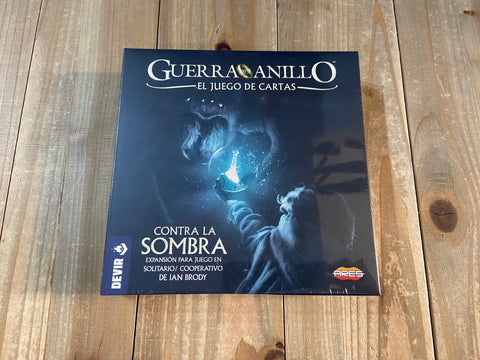 GUERRA DEL ANILLO
EL JUEGO DE CARTAS
CONTRA LA
SOMBRA
EXPANSIÓN PARA JUEGO EN
SOLITARIO/ COOPERATIVO
DE IAN BRODY
DEVIR
ARES